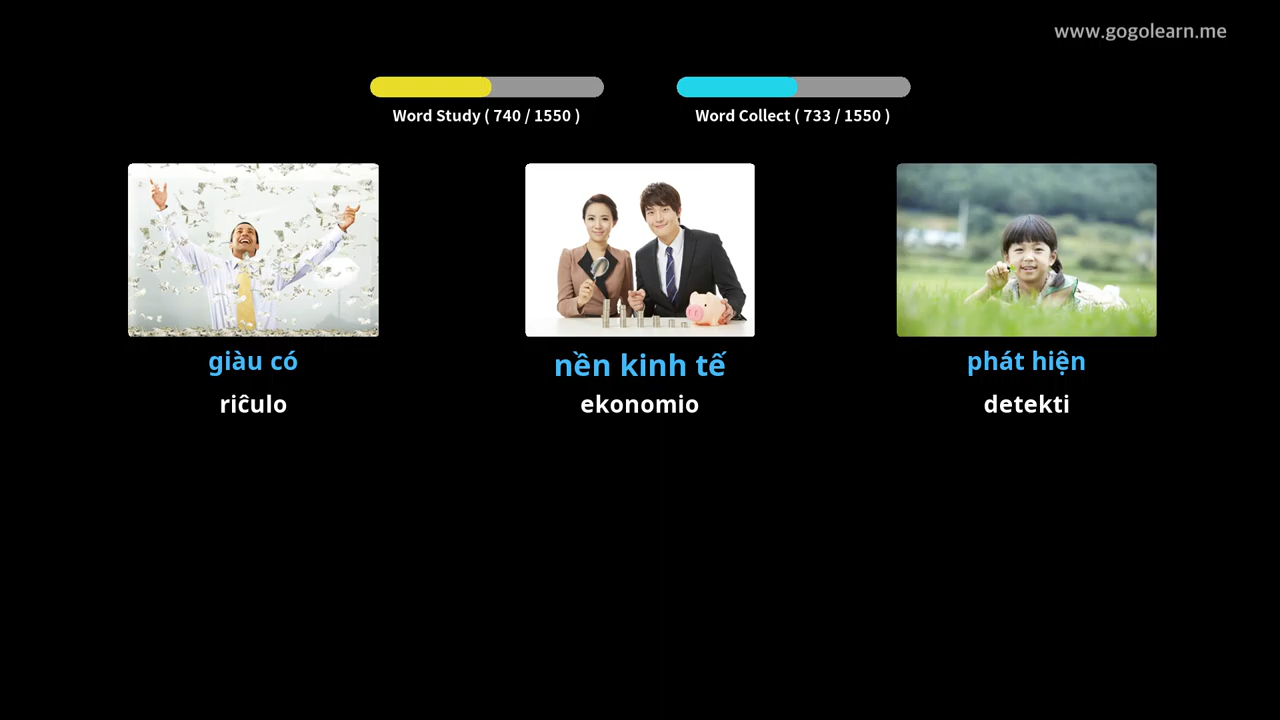 www.gogolearn.me
Word Study ( 740 / 1550 )
Word Collect ( 733 / 1550 )
giàu có
nền kinh tế
phát hiện
riĉulo
ekonomio
detekti